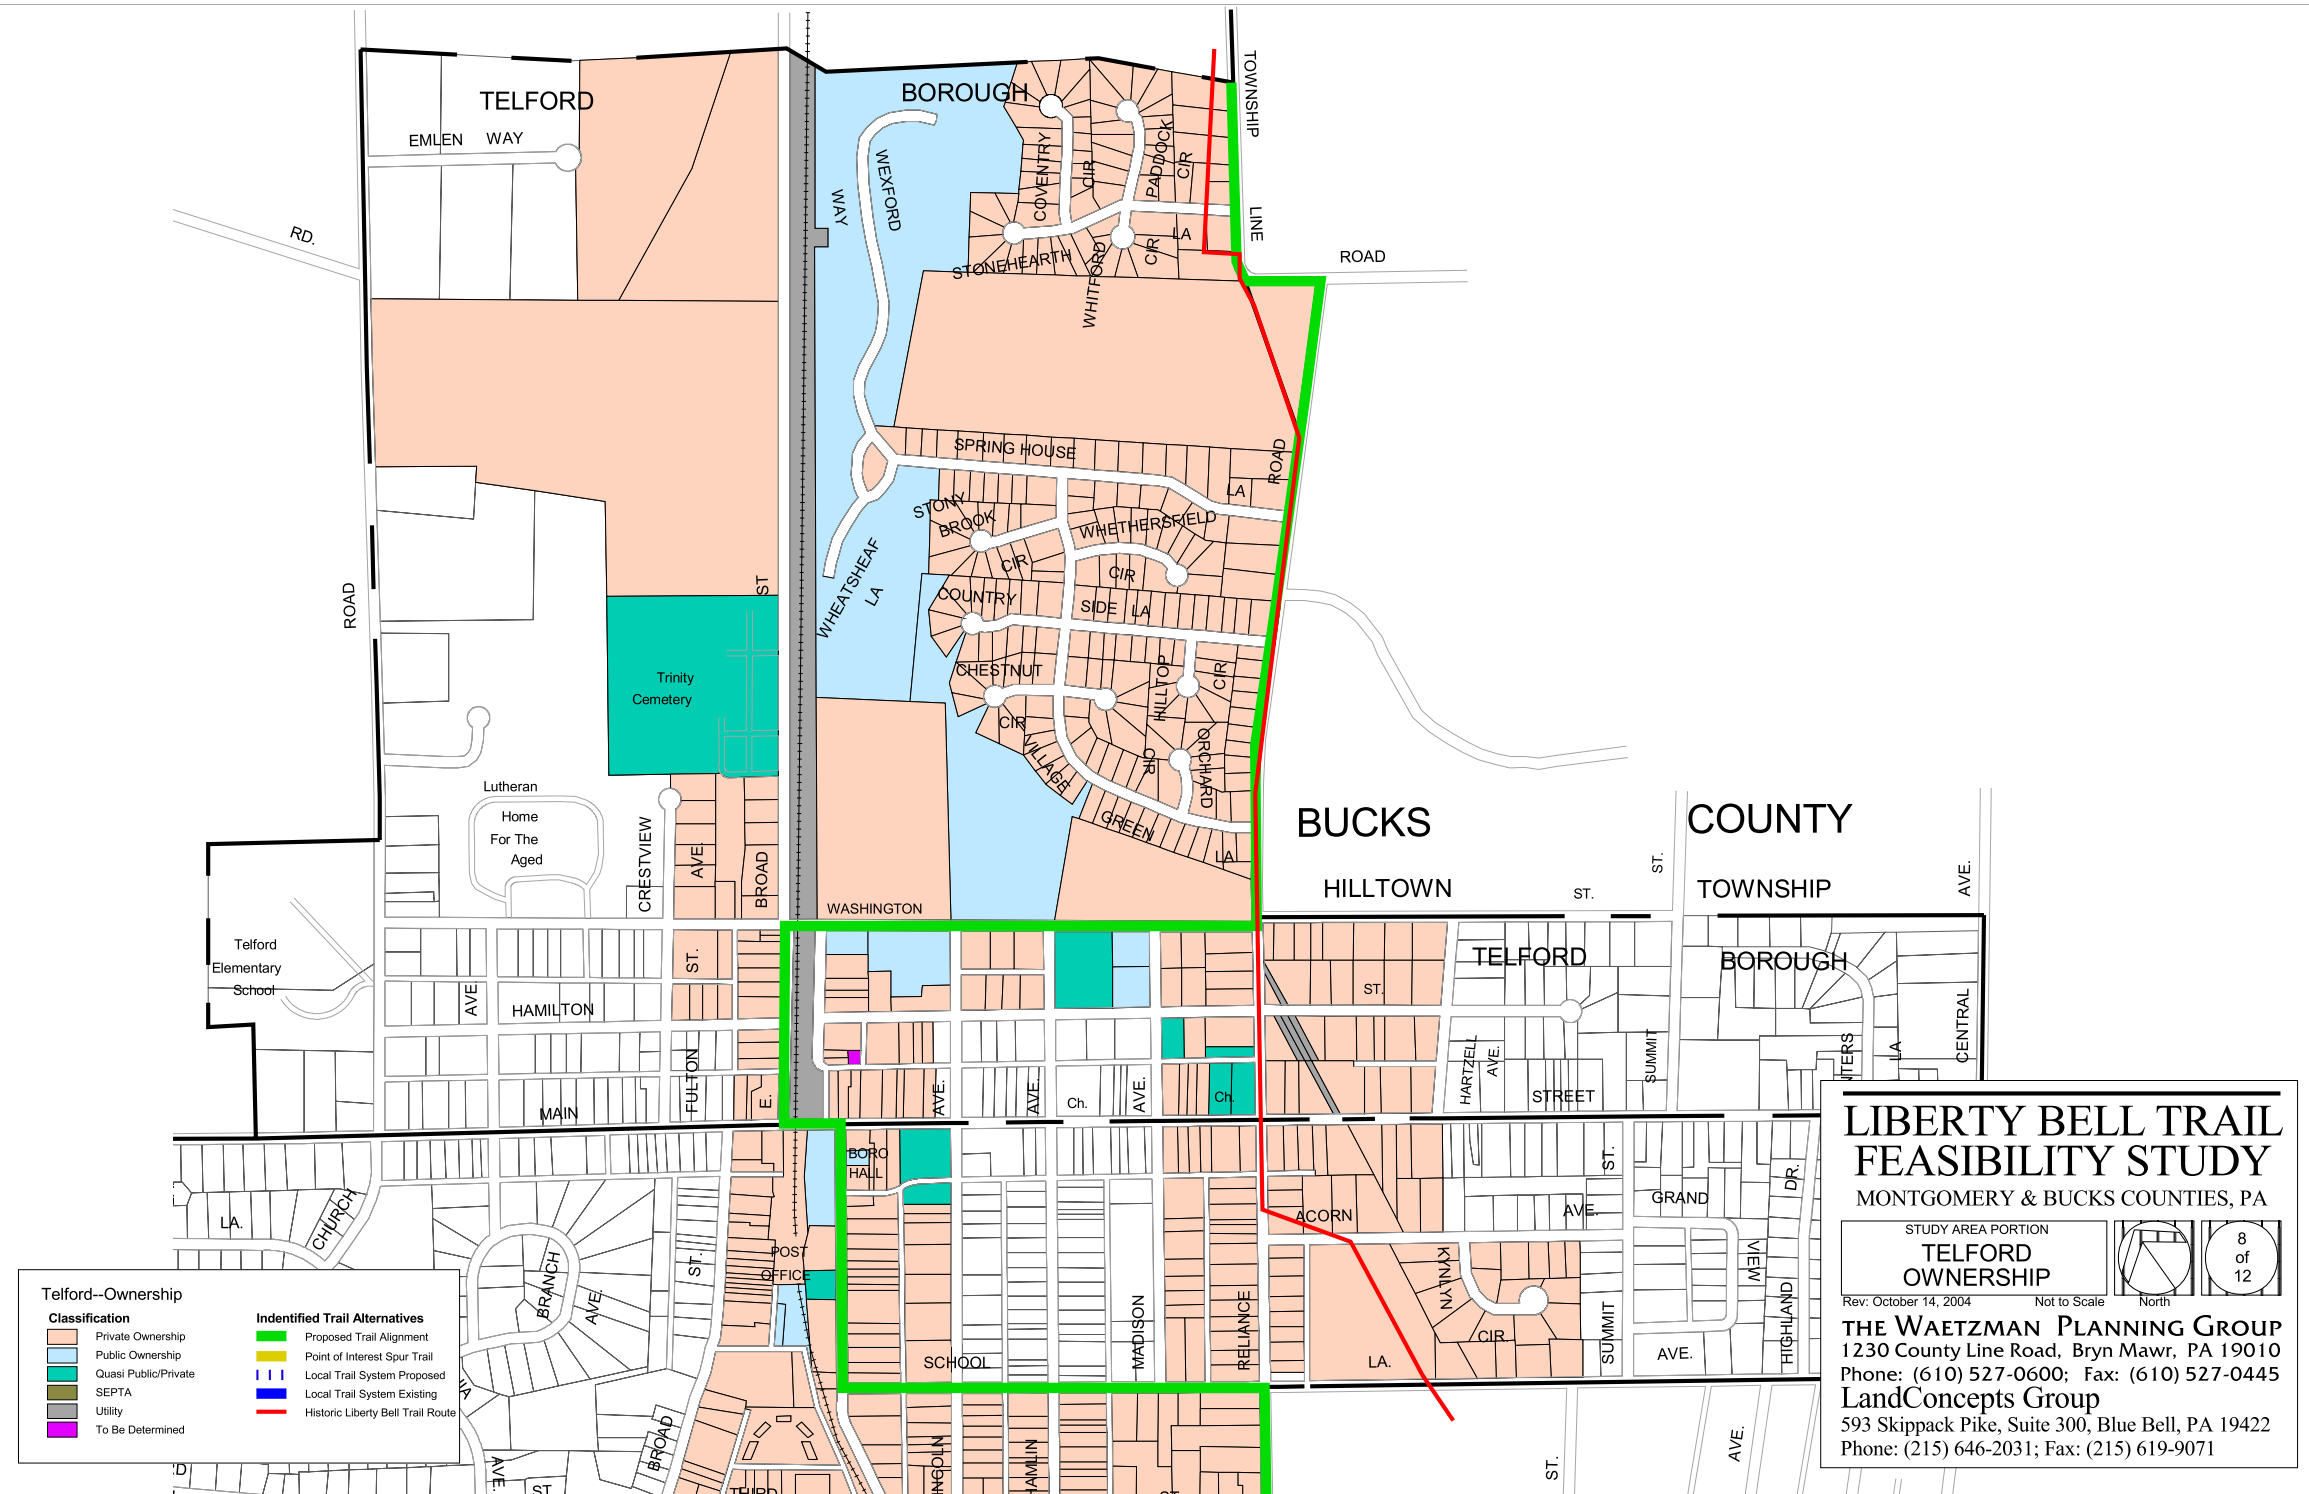 TELFORD
BOROUGH
TOWNSHIP
LINE
ROAD
EMLEN WAY
RD.
WEXFORD
WAY
COVENTRY
CIR
PADDOCK
CIR
STONEHEARTH
WHITFORD
CIR
LA
SPRING HOUSE
LA
ROAD
STONY
BROOK
CIR
WHETHERSFIELD
CIR
WHEATSHEAF
LA
COUNTRY
SIDE LA
CHESTNUT
CIR
HILLTOP
CIR
VILLAGE
GREEN
LA
ORCHARD
CIR
ROAD
ST
Trinity
Cemetery
Lutheran
Home
For The
Aged
CRESTVIEW
AVE.
BROAD
WASHINGTON
BUCKS
COUNTY
HILLTOWN
ST.
ST.
TOWNSHIP
AVE.
Telford
Elementary
School
AVE.
HAMILTON
ST.
FULTON
MAIN
E.
TELFORD
BOROUGH
ST.
HARTZELL
AVE.
SUMMIT
STREET
LA
CENTRAL
AVE.
AVE.
AVE.
Ch.
Ch.
BORO
HALL
LA.
CHURCH
BRANCH
AVE.
ST.
POST
OFFICE
SCHOOL
MADISON
RELIANCE
ACORN
LA.
KYNLYN
CIR.
AVE.
ST.
SUMMIT
GRAND
AVE.
VIEW
DR.
HIGHLAND
BROAD
AVE.
ST.
THIRD
HAMLIN
ST.
AVE.
Telford--Ownership
Classification
Private Ownership
Public Ownership
Quasi Public/Private
SEPTA
Utility
To Be Determined
Indentified Trail Alternatives
Proposed Trail Alignment
Point of Interest Spur Trail
Local Trail System Proposed
Local Trail System Existing
Historic Liberty Bell Trail Route
LIBERTY BELL TRAIL
FEASIBILITY STUDY
MONTGOMERY & BUCKS COUNTIES, PA
STUDY AREA PORTION
TELFORD
OWNERSHIP
8
of
12
Rev: October 14, 2004 Not to Scale North
THE WAETZMAN PLANNING GROUP
1230 County Line Road, Bryn Mawr, PA 19010
Phone: (610) 527-0600; Fax: (610) 527-0445
LandConcepts Group
593 Skippack Pike, Suite 300, Blue Bell, PA 19422
Phone: (215) 646-2031; Fax: (215) 619-9071